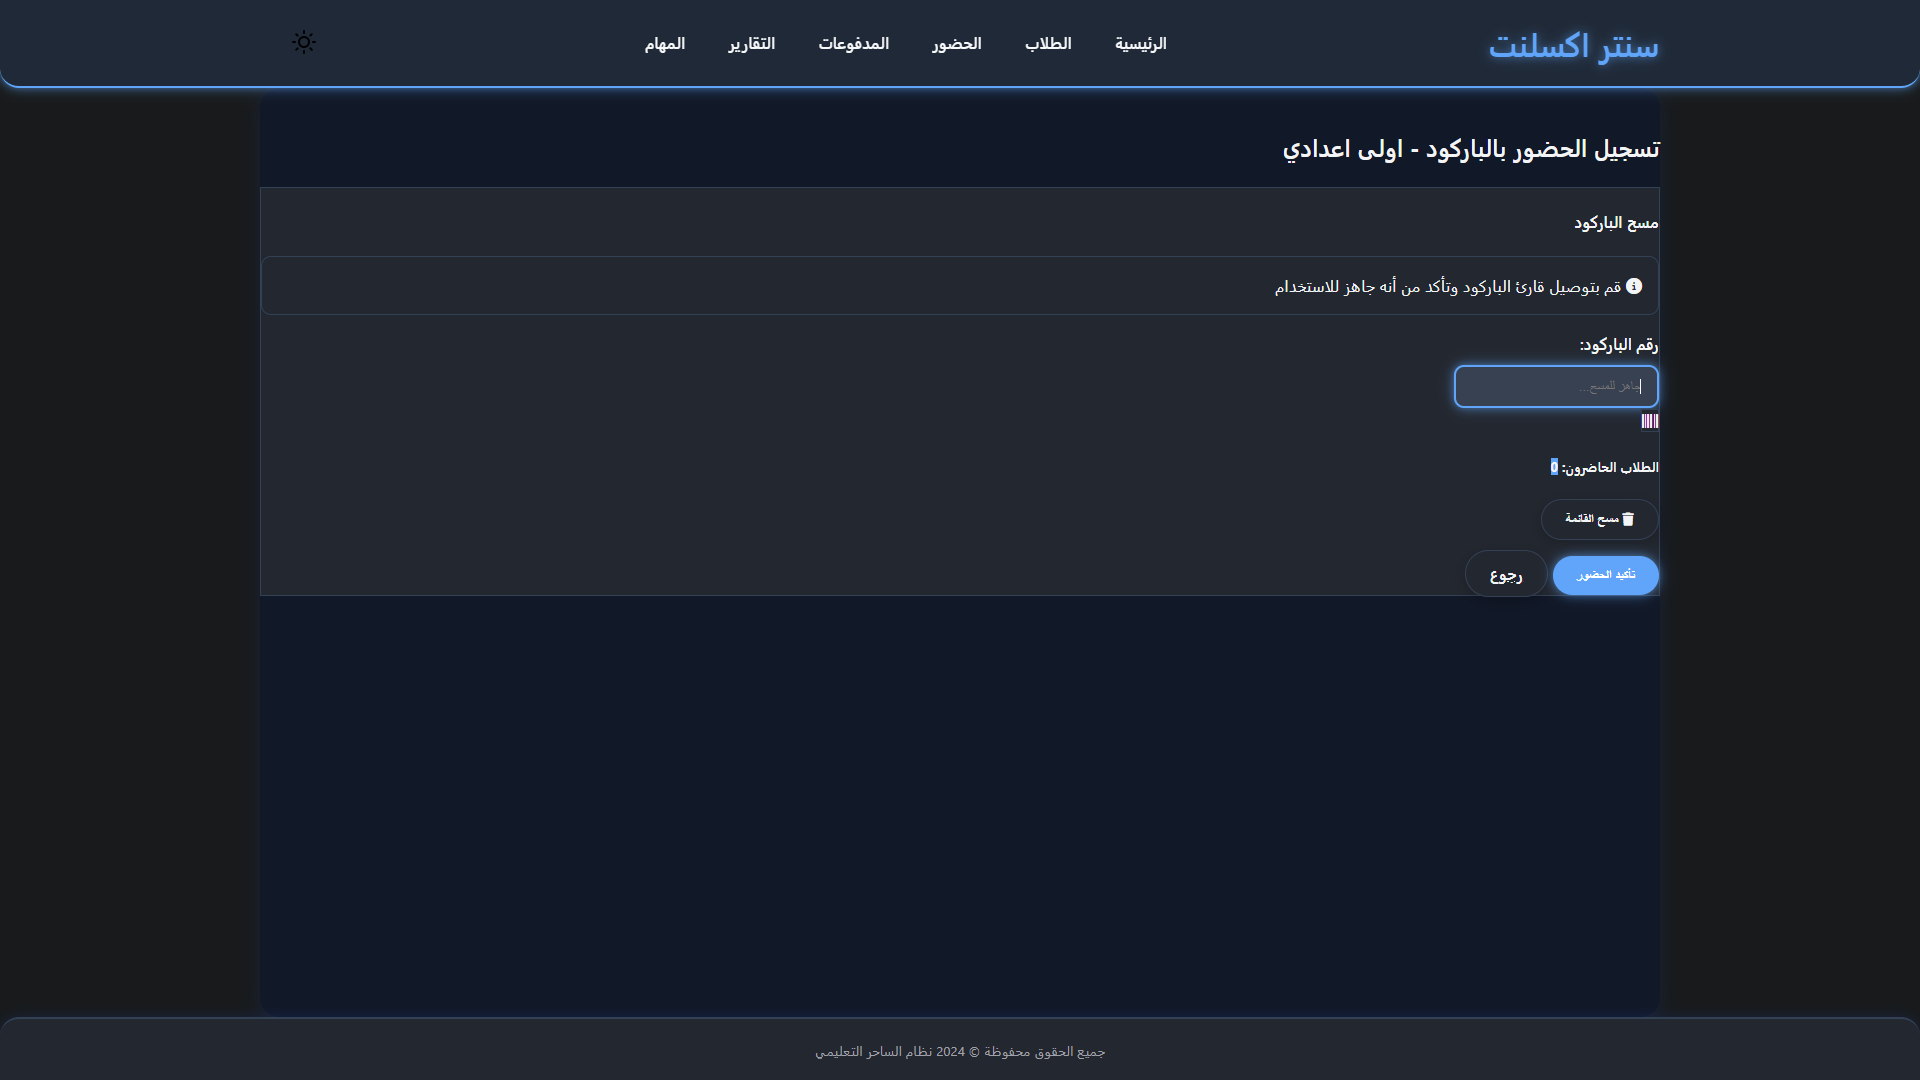 سنتر اكسلنت
الرئيسية
الطلاب
الحضور
المدفوعات
التقارير
المهام
تسجيل الحضور بالباركود - اولى اعدادي
مسح الباركود
قم بتوصيل قارئ الباركود وتأكد من أنه جاهز للاستخدام
رقم الباركود:
جاهز للمسح...
الطلاب الحاضرون: 0
مسح القائمة
تأكيد الحضور
رجوع
جميع الحقوق محفوظة © 2024 نظام الساحر التعليمي